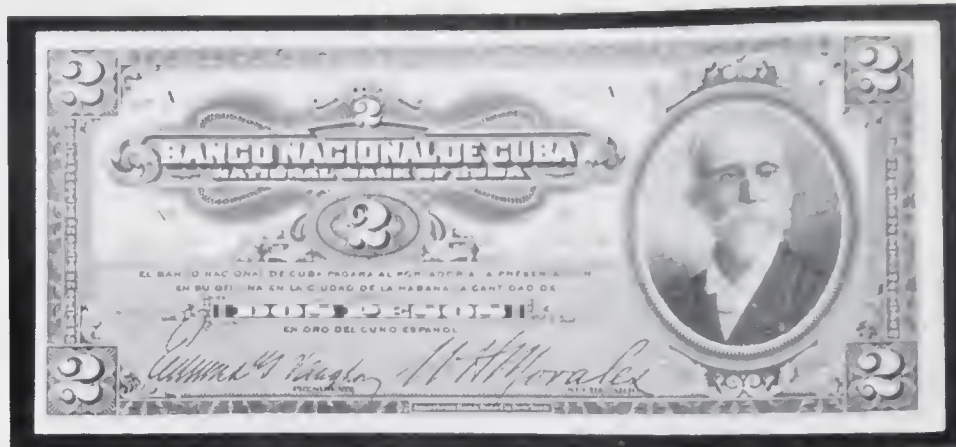 2 2
2
BANCO NACIONAL DE CUBA
NATIONAL BANK OF CUBA
2
EL BANCO NACIONAL DE CUBA PAGARA AL PORTADOR A LA PRESENTACION
EN SU OFICINA EN LA CIUDAD DE LA HABANA LA CANTIDAD DE
DOS PESOS
EN ORO DEL CUÑO ESPAÑOL
Morales
2 2